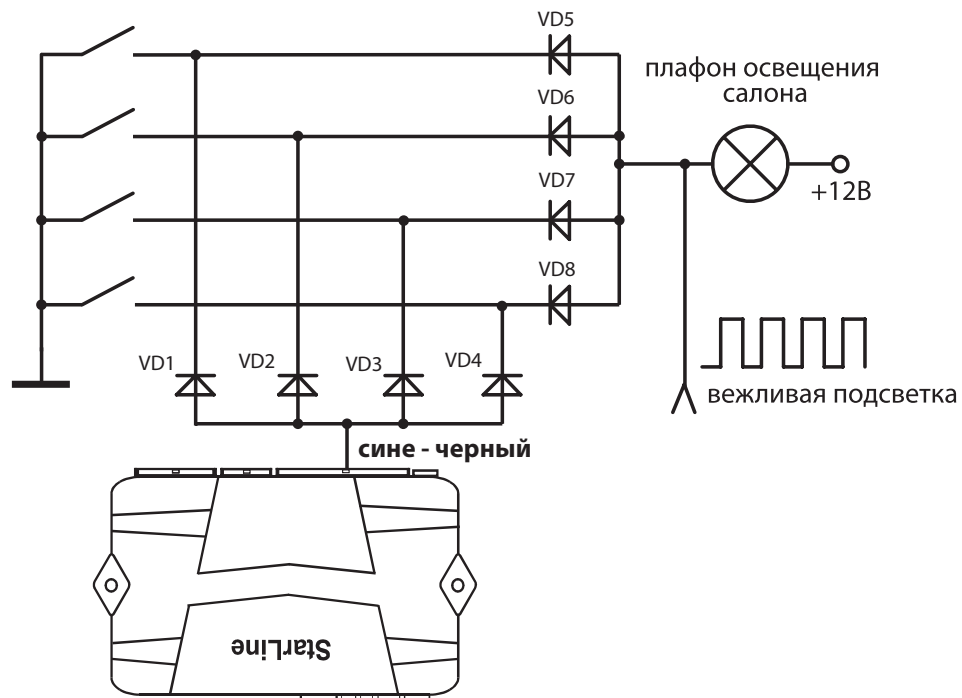 VD5
плафон освещения
салона
VD6
VD7
+12В
VD8
VD1
VD2
VD3
VD4
вежливая подсветка
сине - черный
StarLine